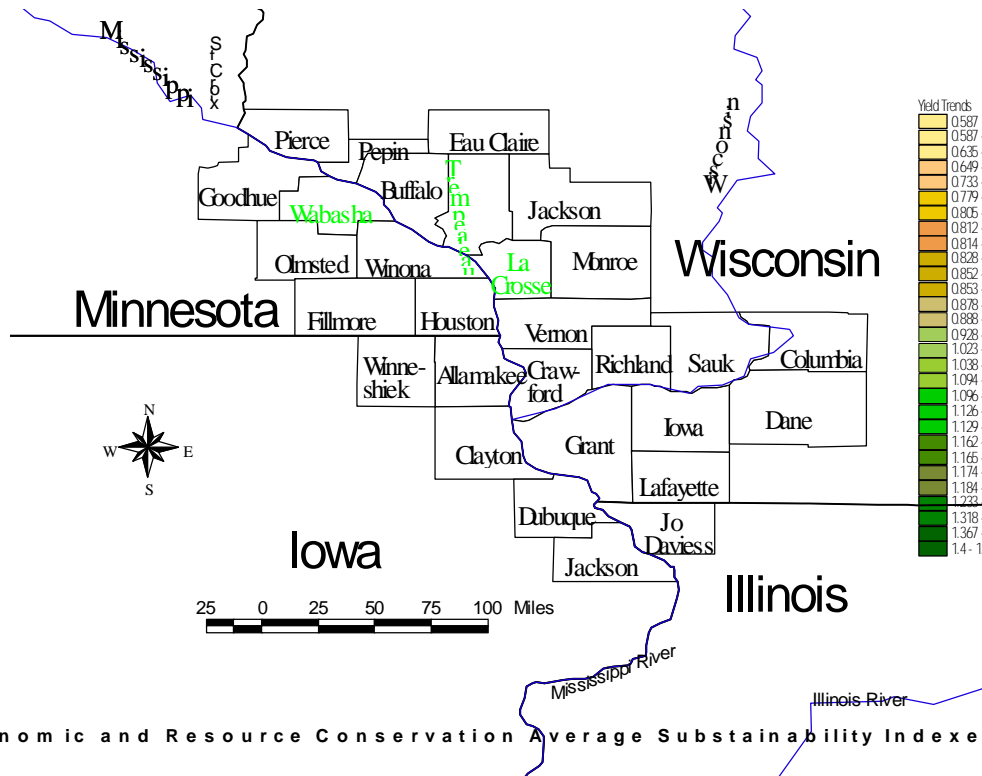 Mississippi
St Croix
Wisconsin
Yield Trends
0.587
0.587 -
0.635 -
0.649 -
0.733 -
0.779 -
0.805 -
0.812 -
0.814 -
0.828 -
0.852 -
0.853 -
0.878 -
0.888 -
0.928 -
1.023 -
1.038 -
1.094 -
1.096 -
1.126 -
1.129 -
1.162 -
1.165 -
1.174 -
1.184 -
1.233 -
1.318 -
1.367 -
1.4 - 1
Pierce
Pepin
Eau Claire
Goodhue
Wabasha
Buffalo
Trempealeau
Jackson
Olmsted
Winona
La
Crosse
Monroe
Wisconsin
Minnesota
Fillmore
Houston
Vernon
Winne-
shiek
Allamakee
Craw-
ford
Richland
Sauk
Columbia
N
W
E
S
Clayton
Grant
Iowa
Dane
Lafayette
Dubuque
Jo
Daviess
Iowa
Jackson
Illinois
25 0 25 50 75 100 Miles
Mississippi River
Illinois River
nomic and Resource Conservation Average Substainability Indexe